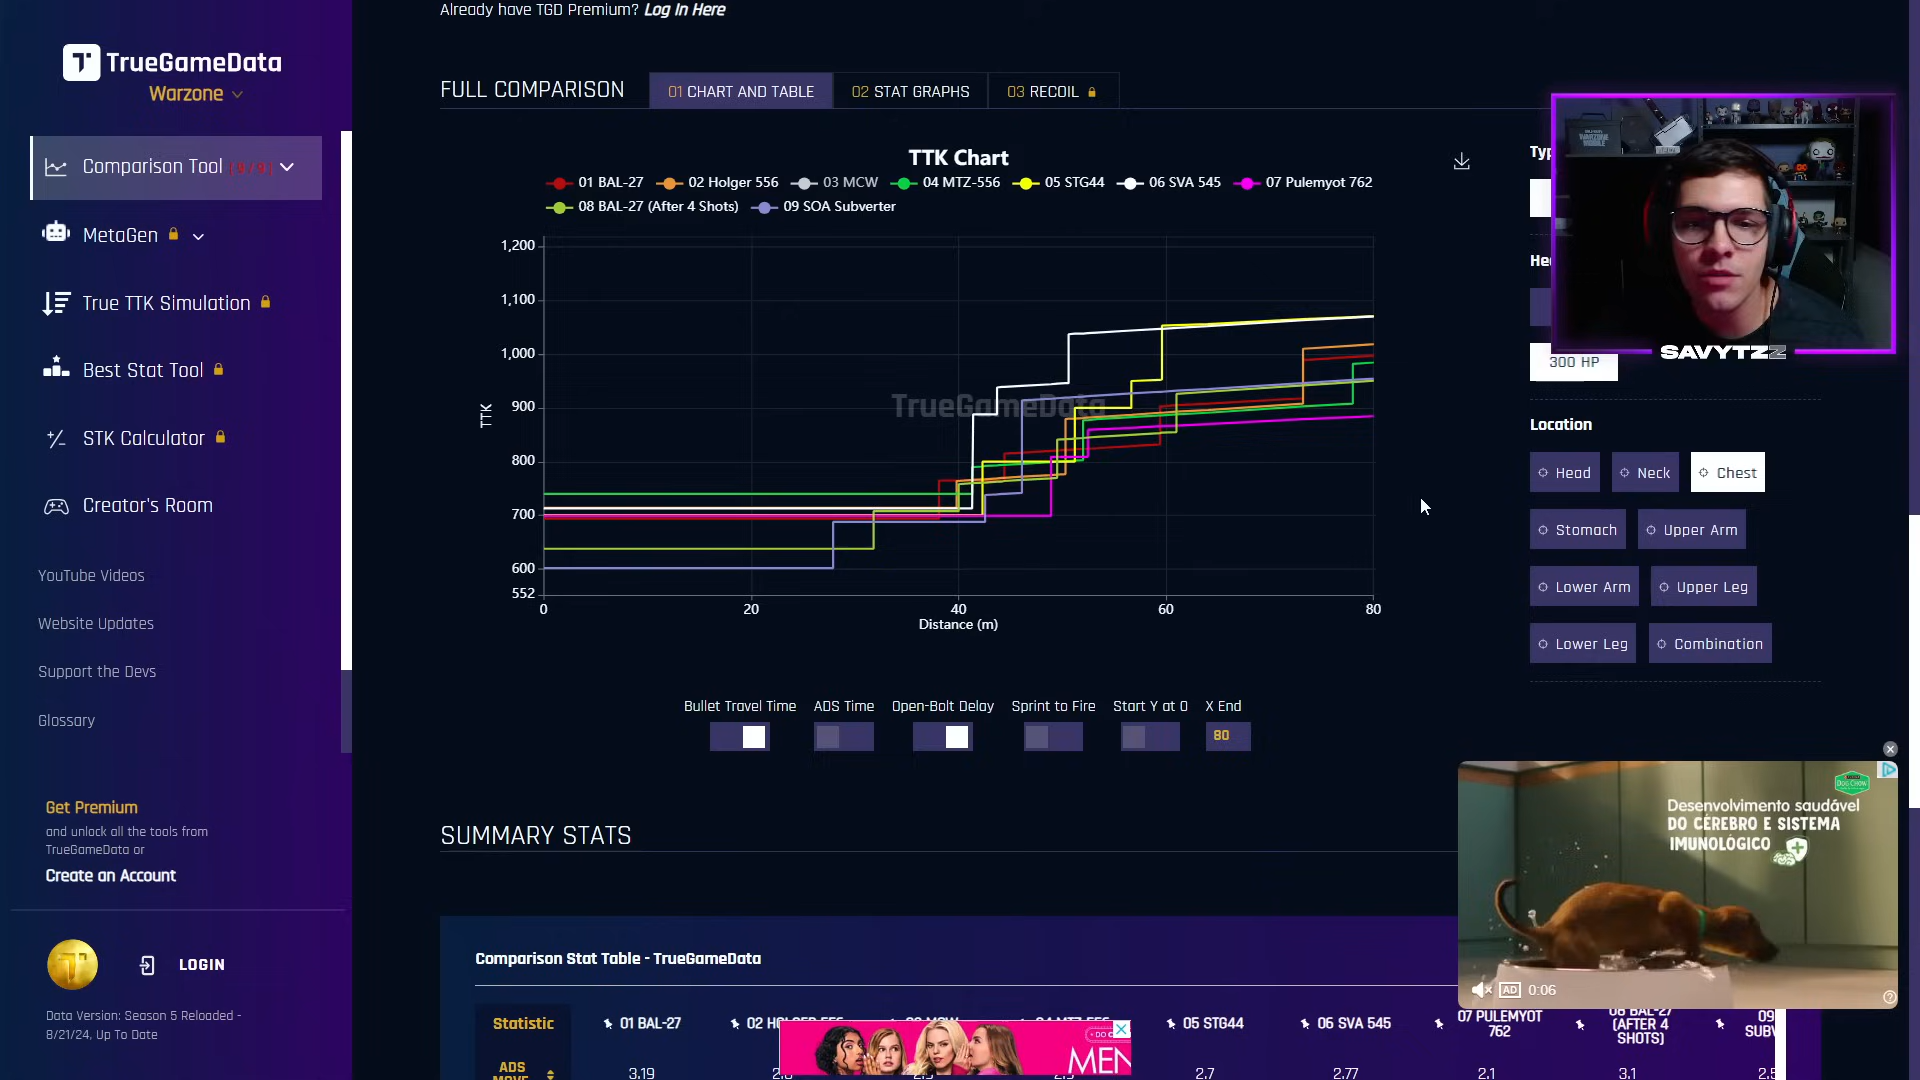 Already have TGD Premium? Log In Here
TrueGameData
Warzone
Comparison Tool [9/9]
MetaGen
True TTK Simulation
Best Stat Tool
STK Calculator
Creator's Room
YouTube Videos
Website Updates
Support the Devs
Glossary
Get Premium
and unlock all the tools from
TrueGameData or
Create an Account
LOGIN
Data Version: Season 5 Reloaded -
8/21/24, Up To Date
FULL COMPARISON
01 CHART AND TABLE
02 STAT GRAPHS
03 RECOIL
TTK Chart
01 BAL-27 02 Holger 556 03 MCW 04 MTZ-556 05 STG44 06 SVA 545 07 Pulemyot 762
08 BAL-27 (After 4 Shots) 09 SOA Subverter
1,200
1,100
1,000
900
800
700
600
552
TTK
TrueGameData
0 20 40 60 80
Distance (m)
Bullet Travel Time ADS Time Open-Bolt Delay Sprint to Fire Start Y at 0 X End
80
SAVYTZZ
300 HP
Location
Head Neck Chest
Stomach Upper Arm
Lower Arm Upper Leg
Lower Leg Combination
SUMMARY STATS
Comparison Stat Table - TrueGameData
Statistic 01 BAL-27 05 STG44 06 SVA 545 07 PULEMYOT
762
(AFTER 4
SHOTS)
ADS
3.19 2.7 2.77 2.1 3.1
DOG CHOW
Desenvolvimento saudável
DO CÉREBRO E SISTEMA
IMUNOLÓGICO
AD 0:06
MEN